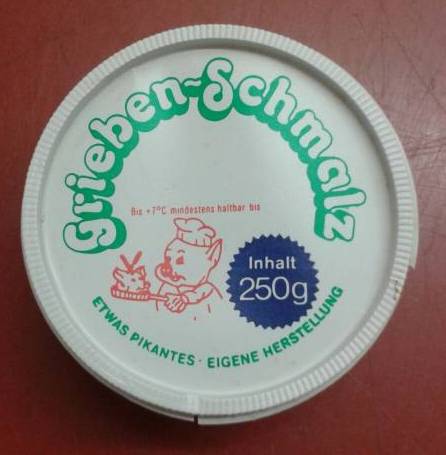 Grieben-Schmalz
Bis +7°C mindestens haltbar bis
Inhalt
250g
ETWAS PIKANTES · EIGENE HERSTELLUNG